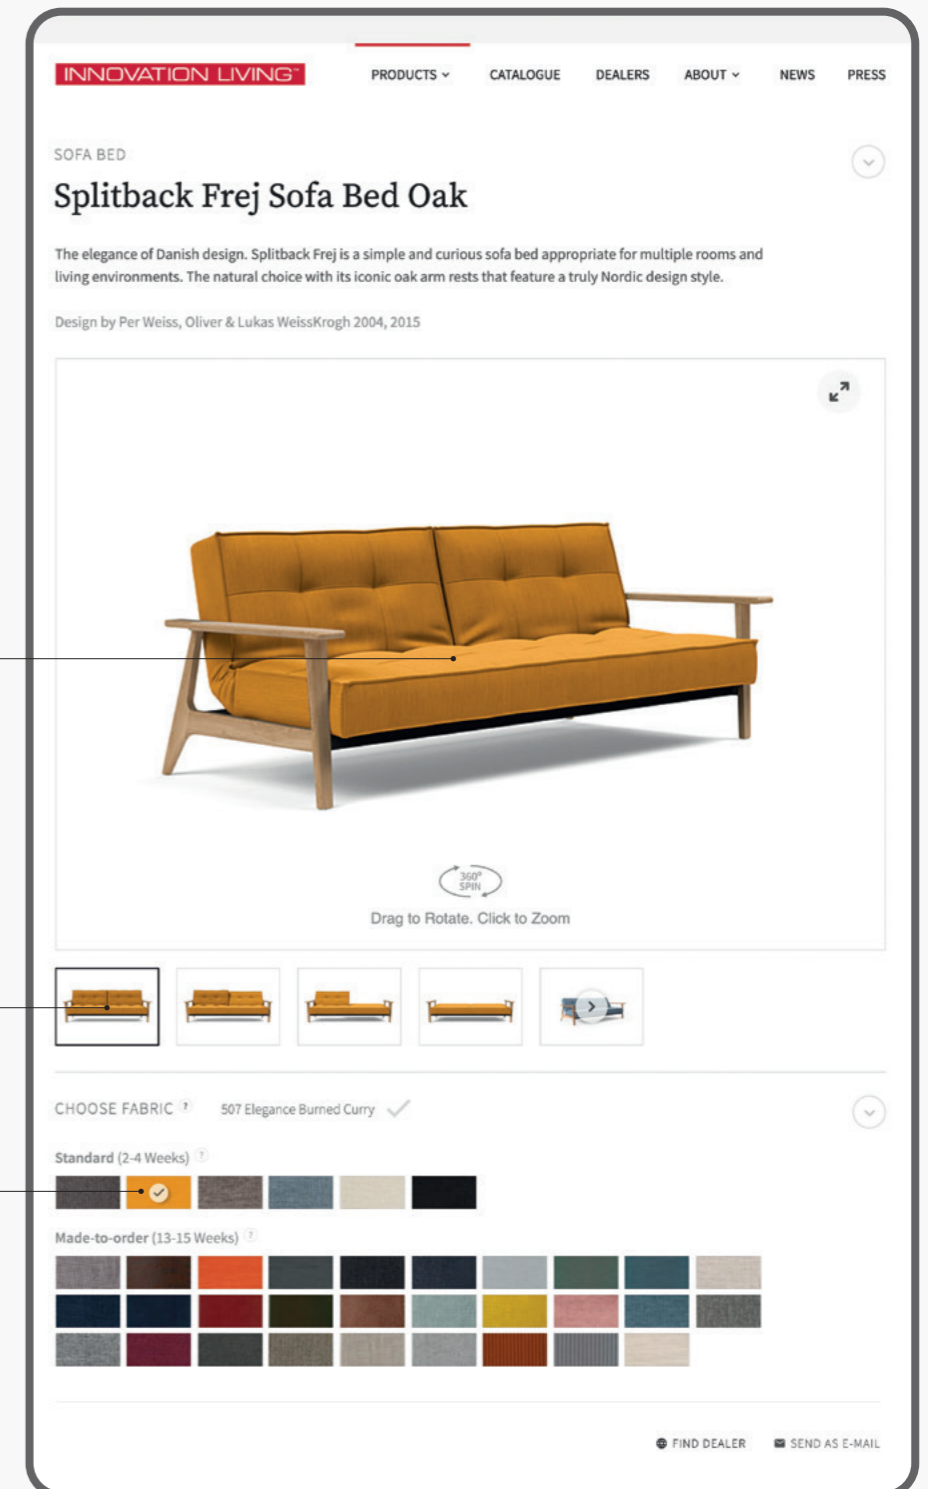 INNOVATION LIVING™
PRODUCTS
CATALOGUE
DEALERS
ABOUT
NEWS
PRESS
SOFA BED
Splitback Frej Sofa Bed Oak
The elegance of Danish design. Splitback Frej is a simple and curious sofa bed appropriate for multiple rooms and
living environments. The natural choice with its iconic oak arm rests that feature a truly Nordic design style.
Design by Per Weiss, Oliver & Lukas WeissKrogh 2004, 2015
360°
SPIN
Drag to Rotate. Click to Zoom
CHOOSE FABRIC ? 507 Elegance Burned Curry
Standard (2-4 Weeks) ?
Made-to-order (13-15 Weeks) ?
FIND DEALER
SEND AS E-MAIL